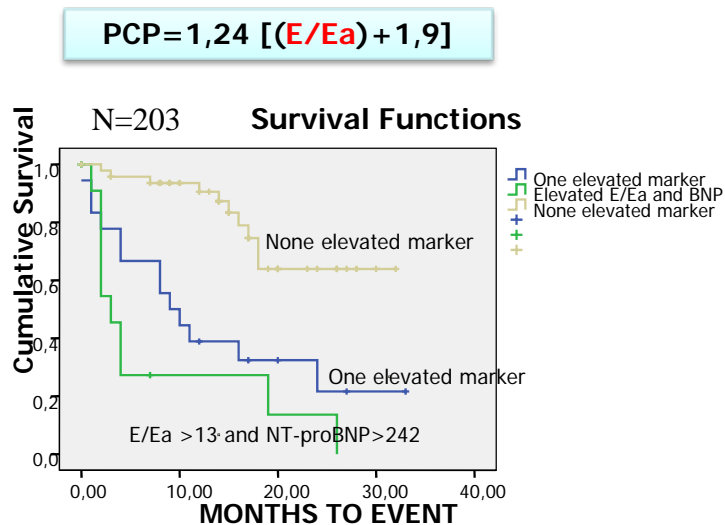 PCP=1,24 [(E/Ea)+1,9]
N=203
Survival Functions
Cumulative Survival
1,0
0,8
0,6
0,4
0,2
0,0
None elevated marker
One elevated marker
E/Ea >13 and NT-proBNP>242
0,00 10,00 20,00 30,00 40,00
MONTHS TO EVENT
One elevated marker
Elevated E/Ea and BNP
None elevated marker